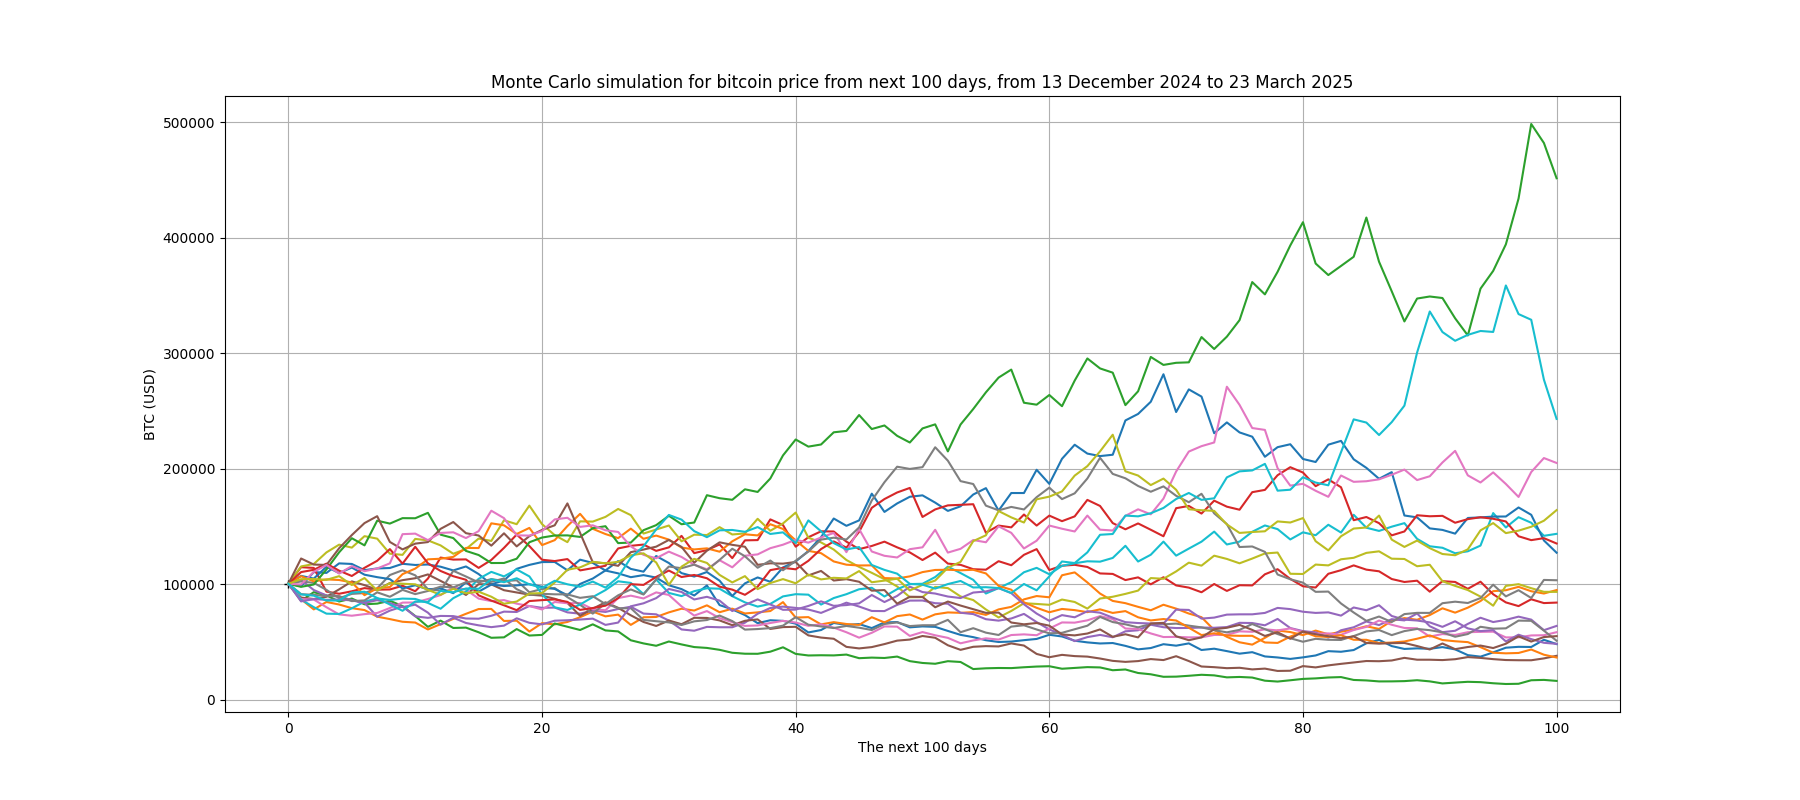 Monte Carlo simulation for bitcoin price from next 100 days, from 13 December 2024 to 23 March 2025
500000
400000
300000
200000
100000
0
BTC (USD)
0 20 40 60 80 100
The next 100 days